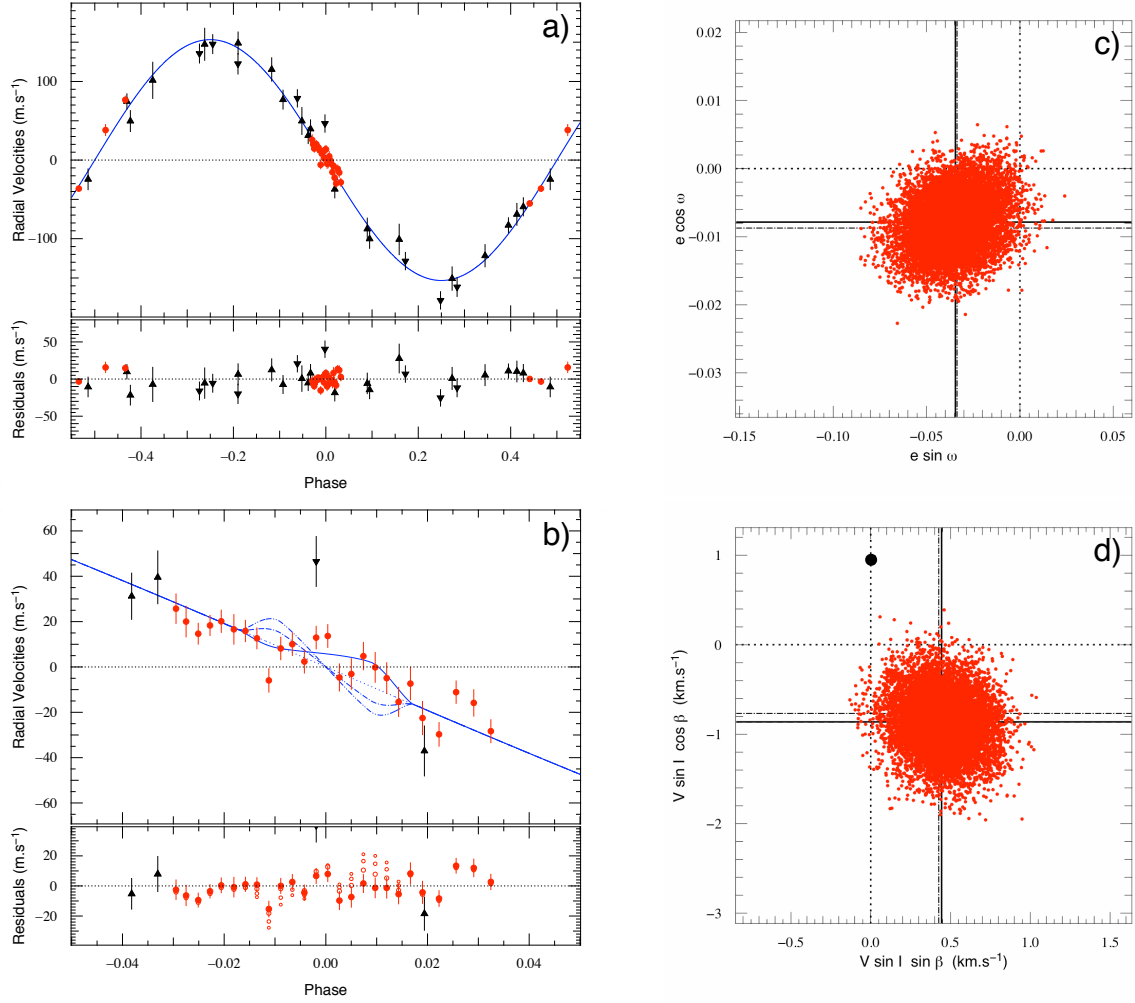 a)
100
0
−100
Radial Velocities (m.s⁻¹)
50
0
−50
Residuals (m.s⁻¹)
−0.4 −0.2 0.0 0.2 0.4
Phase
b)
60
40
20
0
−20
−40
−60
Radial Velocities (m.s⁻¹)
20
0
−20
Residuals (m.s⁻¹)
−0.04 −0.02 0.00 0.02 0.04
Phase
c)
0.02
0.01
0.00
−0.01
−0.02
−0.03
e cos ω
−0.15 −0.10 −0.05 0.00 0.05
e sin ω
d)
1
0
−1
−2
−3
V sin I cos β (km.s⁻¹)
−0.5 0.0 0.5 1.0 1.5
V sin I sin β (km.s⁻¹)